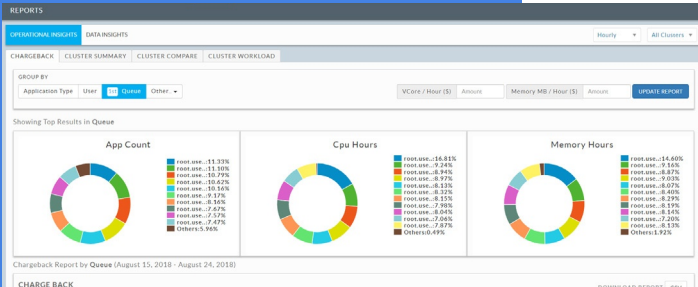 REPORTS
OPERATIONAL INSIGHTS DATA INSIGHTS Hourly All Clusters
CHARGEBACK CLUSTER SUMMARY CLUSTER COMPARE CLUSTER WORKLOAD
GROUP BY
Application Type User Queue Other.. VCore / Hour ($) Amount Memory MB / Hour ($) Amount UPDATE REPORT
Showing Top Results in Queue
App Count
root.use..:11.33%
root.use..:11.10%
root.use..:10.79%
root.use..:10.62%
root.use..:10.16%
root.use..:9.17%
root.use..:8.16%
root.use..:7.67%
root.use..:7.57%
root.use..:7.47%
Others:5.96%
Cpu Hours
root.use..:16.81%
root.use..:9.24%
root.use..:8.94%
root.use..:8.97%
root.use..:8.13%
root.use..:8.32%
root.use..:8.15%
root.use..:7.98%
root.use..:8.04%
root.use..:7.06%
root.use..:7.87%
Others:0.49%
Memory Hours
root.use..:14.60%
root.use..:9.16%
root.use..:8.87%
root.use..:9.03%
root.use..:8.07%
root.use..:8.40%
root.use..:8.29%
root.use..:8.19%
root.use..:8.14%
root.use..:7.20%
root.use..:8.13%
Others:1.92%
Chargeback Report by Queue (August 15, 2018 - August 24, 2018)
CHARGE BACK DOWNLOAD REPORT